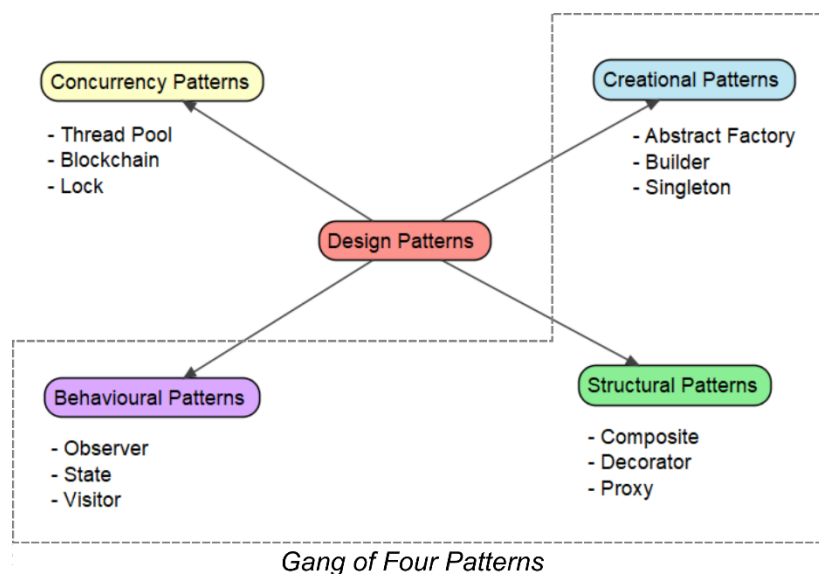 Concurrency Patterns
- Thread Pool
- Blockchain
- Lock
Creational Patterns
- Abstract Factory
- Builder
- Singleton
Design Patterns
Behavioural Patterns
- Observer
- State
- Visitor
Structural Patterns
- Composite
- Decorator
- Proxy
Gang of Four Patterns